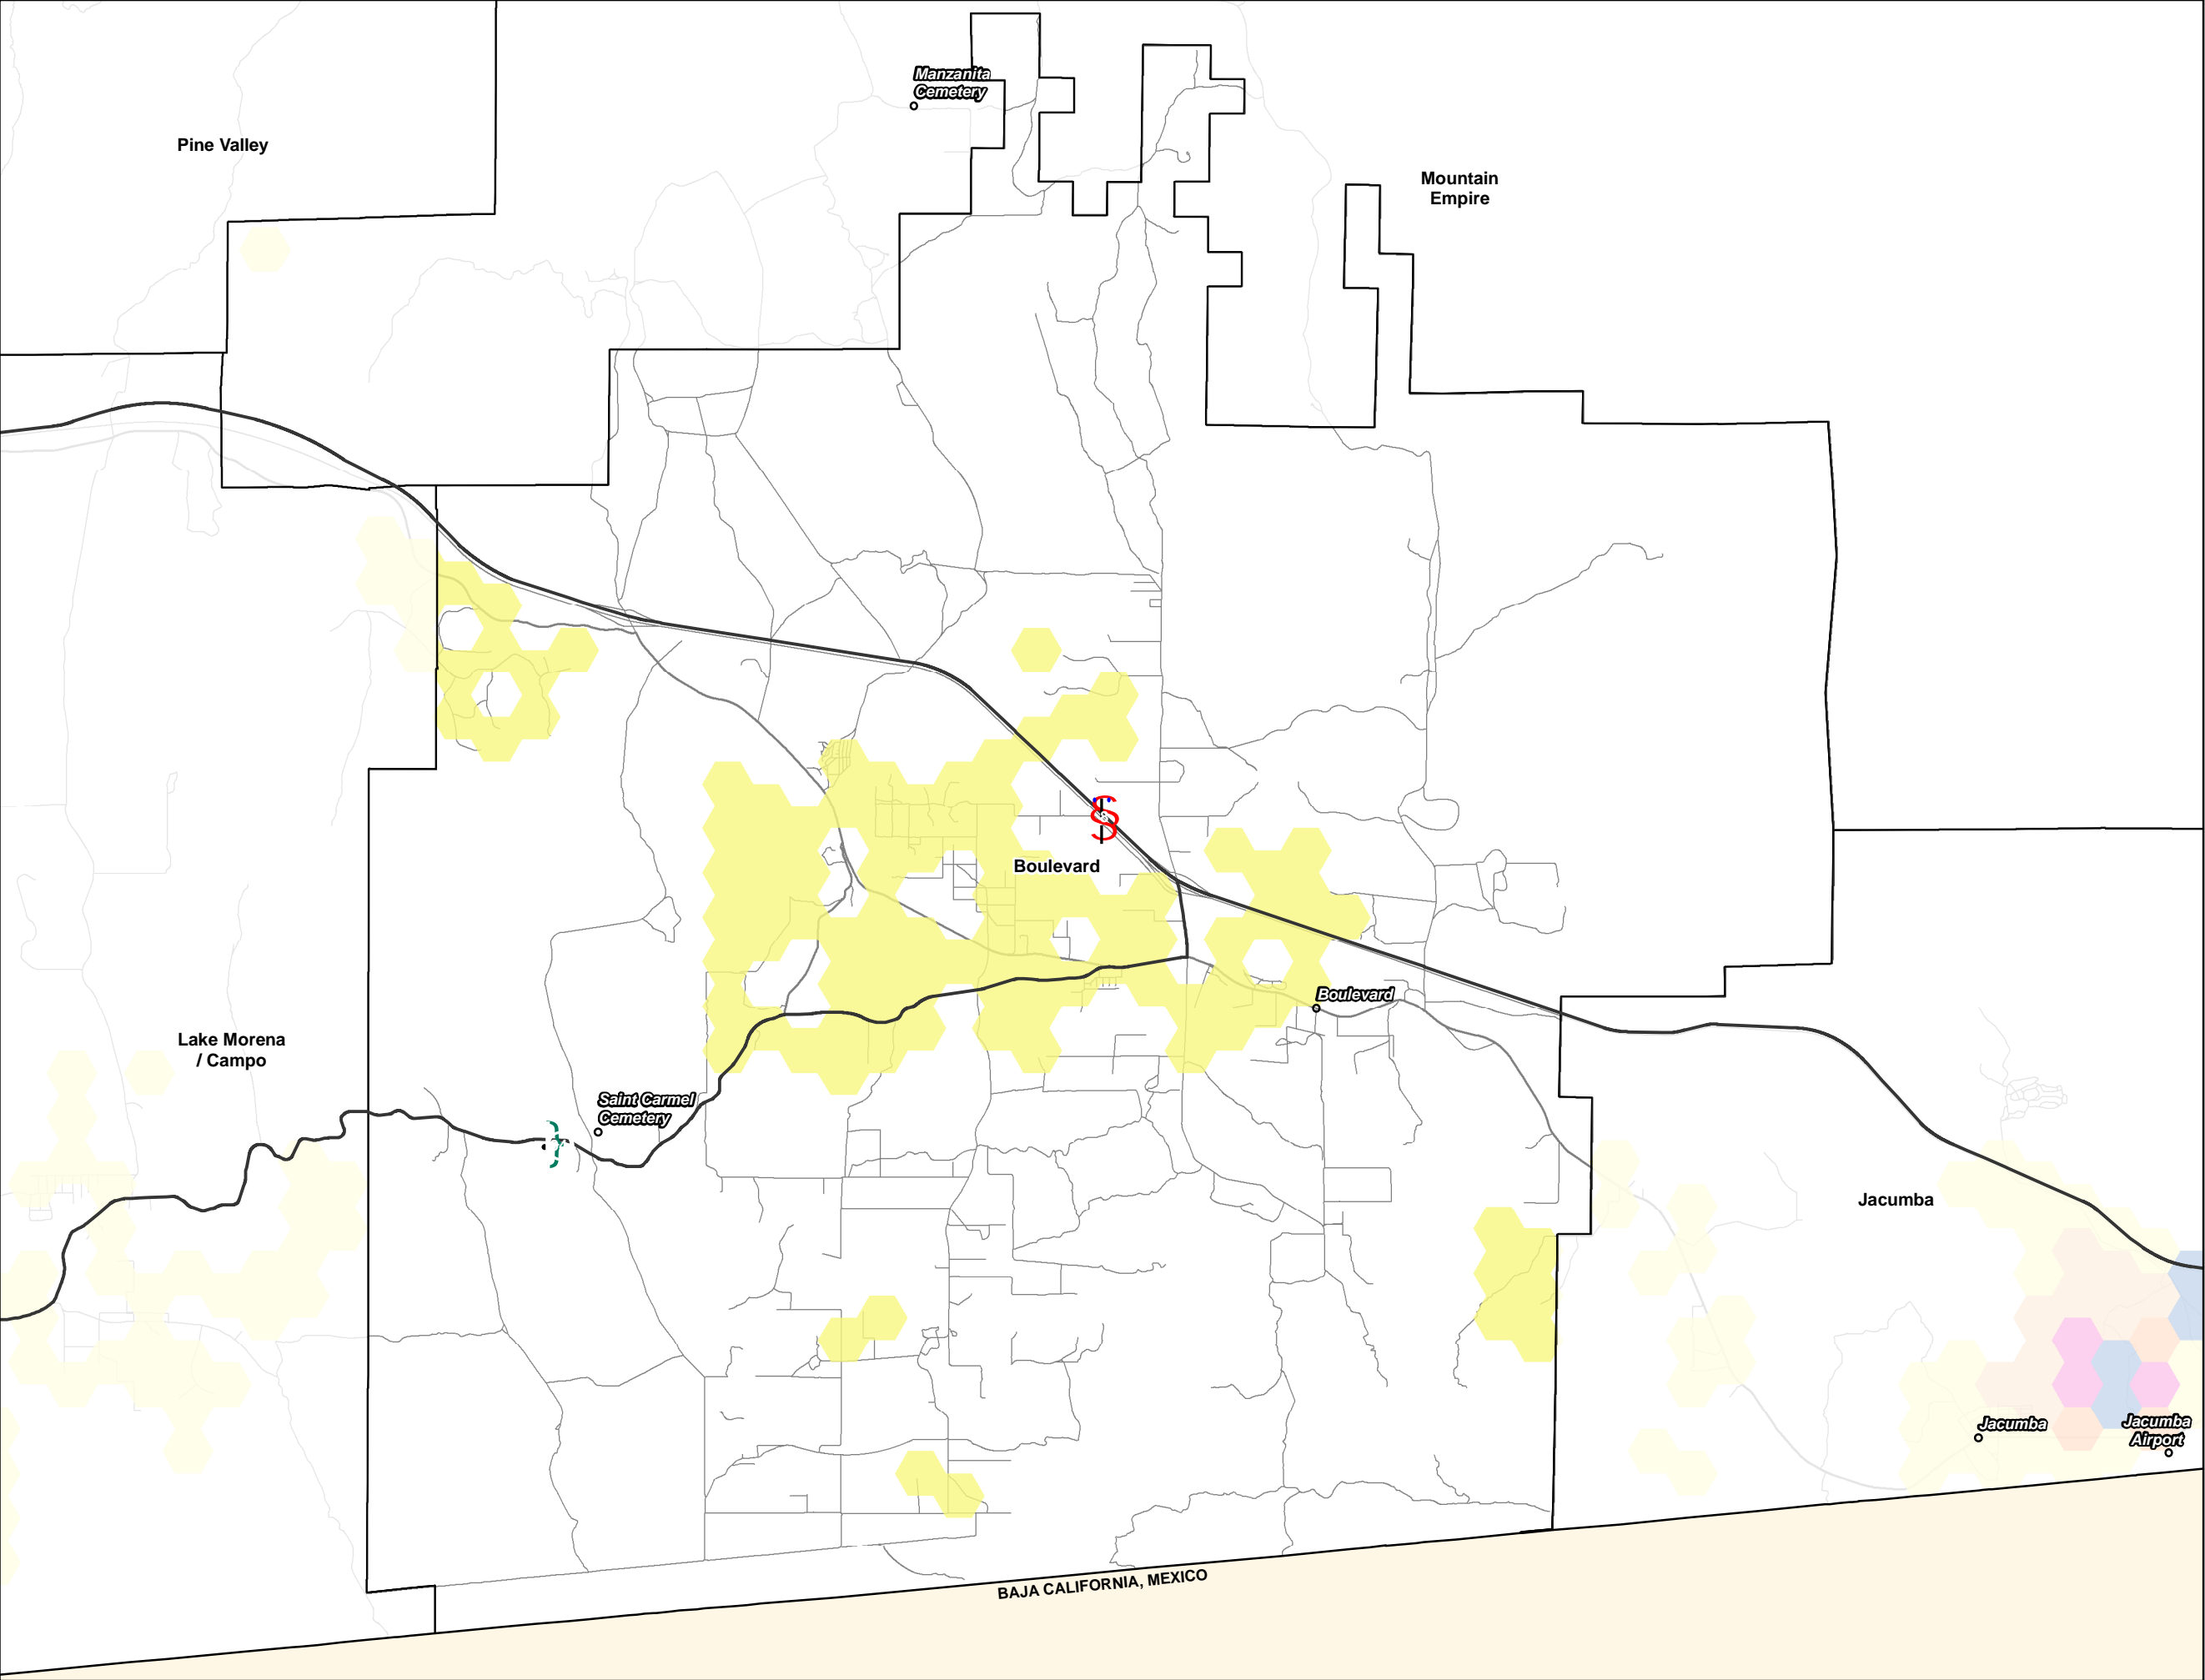 Manzanita
Cemetery
Pine Valley
Mountain
Empire
Boulevard
Boulevard
Lake Morena
/ Campo
Saint Carmel
Cemetery
Jacumba
Jacumba
Jacumba
Airport
BAJA CALIFORNIA, MEXICO